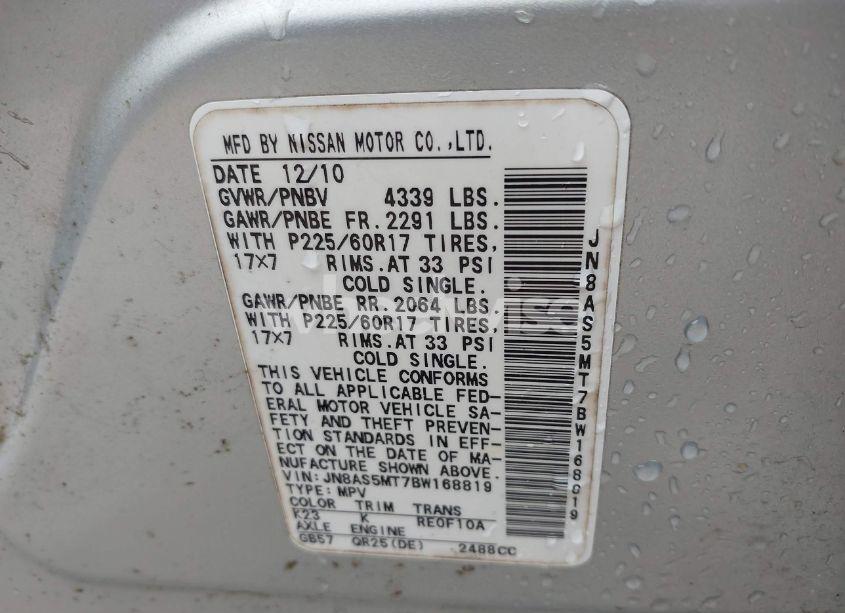 MFD BY NISSAN MOTOR CO.,LTD.
DATE 12/10
GVWR/PNBV 4339 LBS.
GAWR/PNBE FR. 2291 LBS.
WITH P225/60R17 TIRES,
17×7 RIMS.AT 33 PSI
COLD SINGLE.
GAWR/PNBE RR. 2064 LBS.
WITH P225/60R17 TIRES,
17×7 RIMS.AT 33 PSI
COLD SINGLE.
THIS VEHICLE CONFORMS
TO ALL APPLICABLE FED-
ERAL MOTOR VEHICLE SA-
FETY AND THEFT PREVEN-
TION STANDARDS IN EFF-
ECT ON THE DATE OF MA-
NUFACTURE SHOWN ABOVE.
VIN:JN8AS5MT7BW168819
TYPE:MPV
COLOR TRIM TRANS
K23 K RE0F10A
AXLE ENGINE
GB57 QR25(DE) 2488CC
JN8AS5MT7BW168819